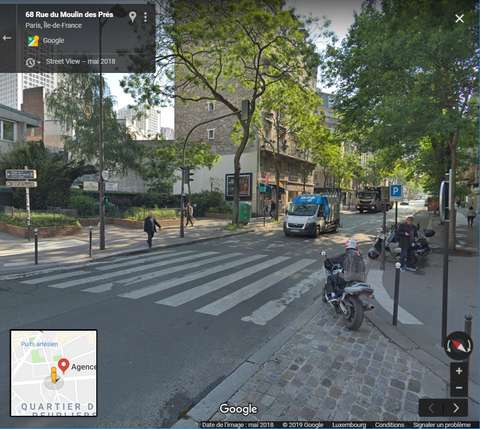 68 Rue du Moulin des Prés
Paris, Île-de-France
Google
Street View – mai 2018
P
Puits artésien
Agence
QUARTIER D
Google
Date de l'image : mai 2018 © 2019 Google Luxembourg Conditions Signaler un problème